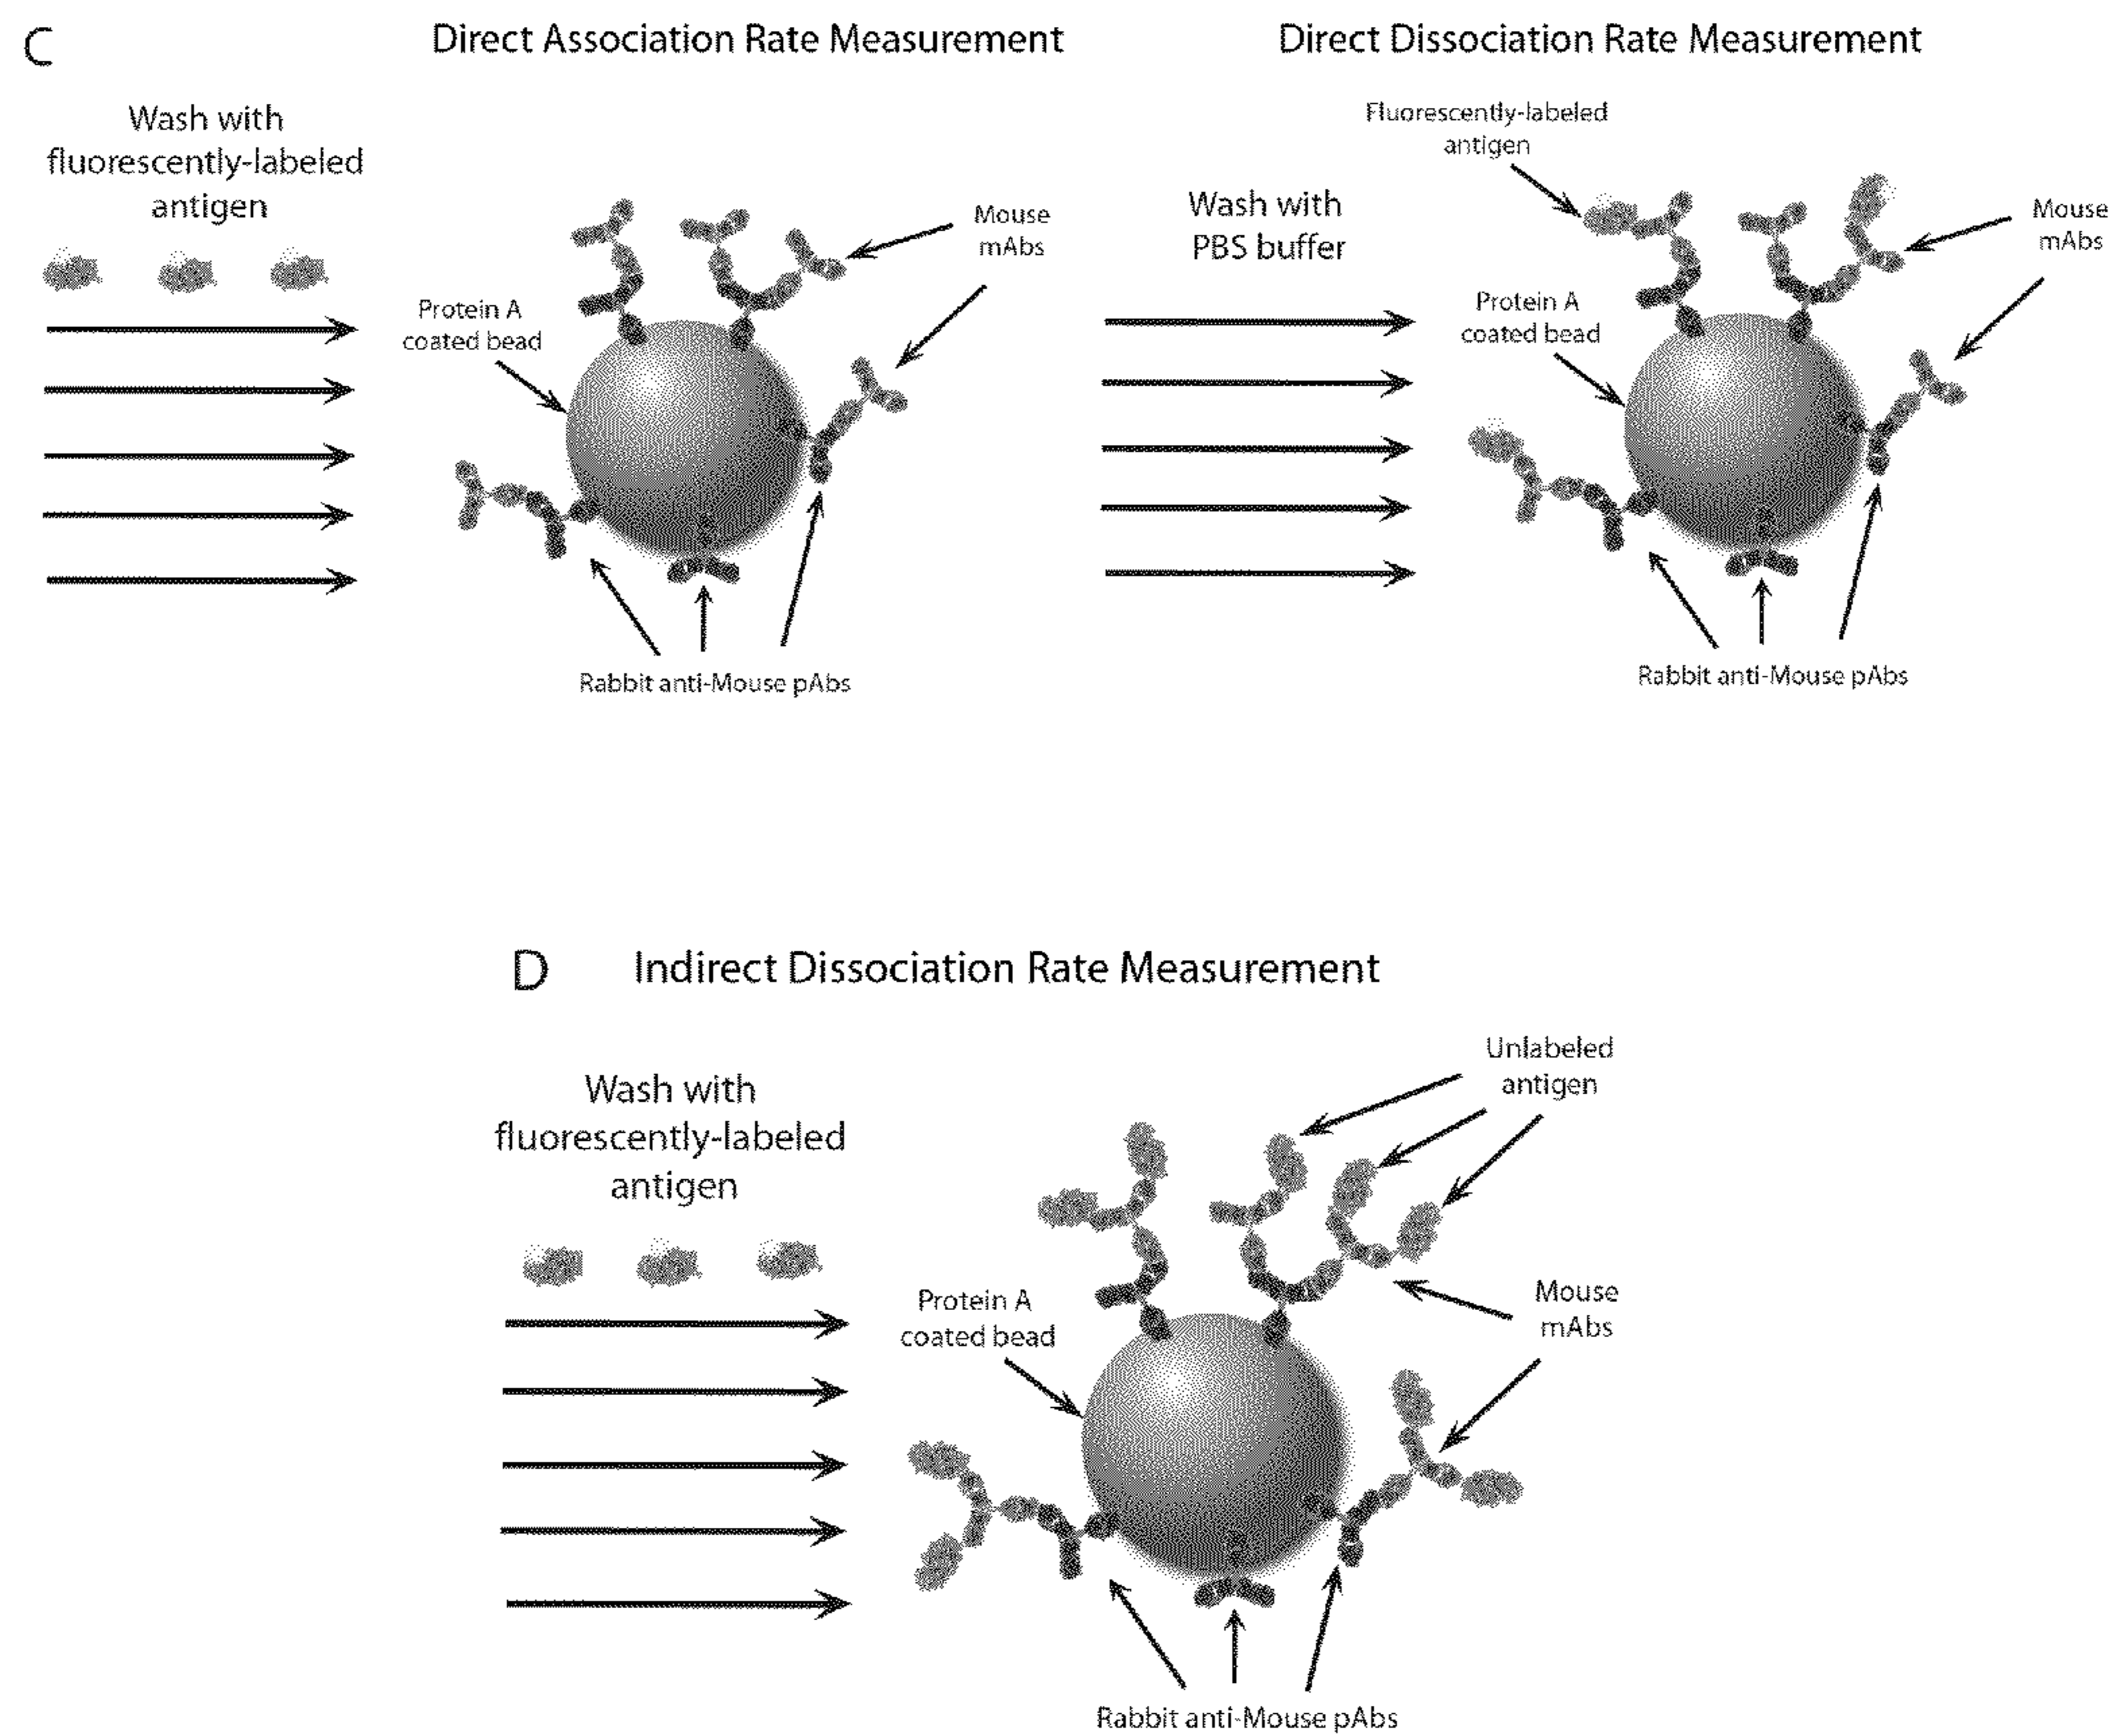 C
Direct Association Rate Measurement
Wash with
fluorescently-labeled
antigen
Protein A
coated bead
Mouse
mAbs
Rabbit anti-Mouse pAbs
Direct Dissociation Rate Measurement
Fluorescently-labeled
antigen
Wash with
PBS buffer
Protein A
coated bead
Mouse
mAbs
Rabbit anti-Mouse pAbs
D
Indirect Dissociation Rate Measurement
Wash with
fluorescently-labeled
antigen
Unlabeled
antigen
Protein A
coated bead
Mouse
mAbs
Rabbit anti-Mouse pAbs